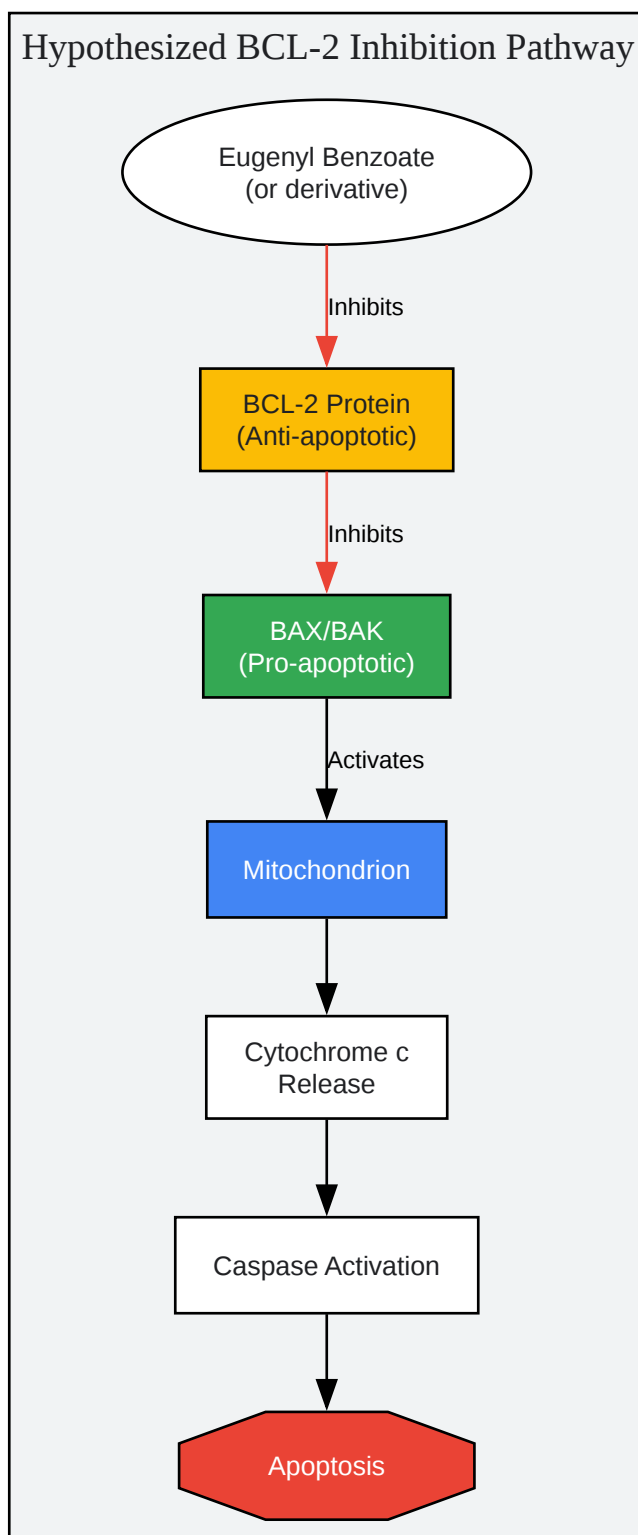 Hypothesized BCL-2 Inhibition Pathway
Eugenyl Benzoate
(or derivative)
Inhibits
BCL-2 Protein
(Anti-apoptotic)
Inhibits
BAX/BAK
(Pro-apoptotic)
Activates
Mitochondrion
Cytochrome c
Release
Caspase Activation
Apoptosis